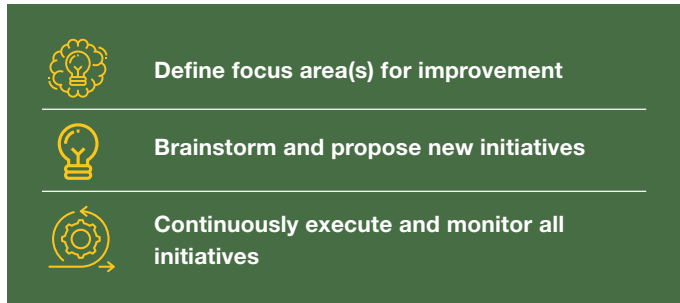 Define focus area(s) for improvement
Brainstorm and propose new initiatives
Continuously execute and monitor all
initiatives